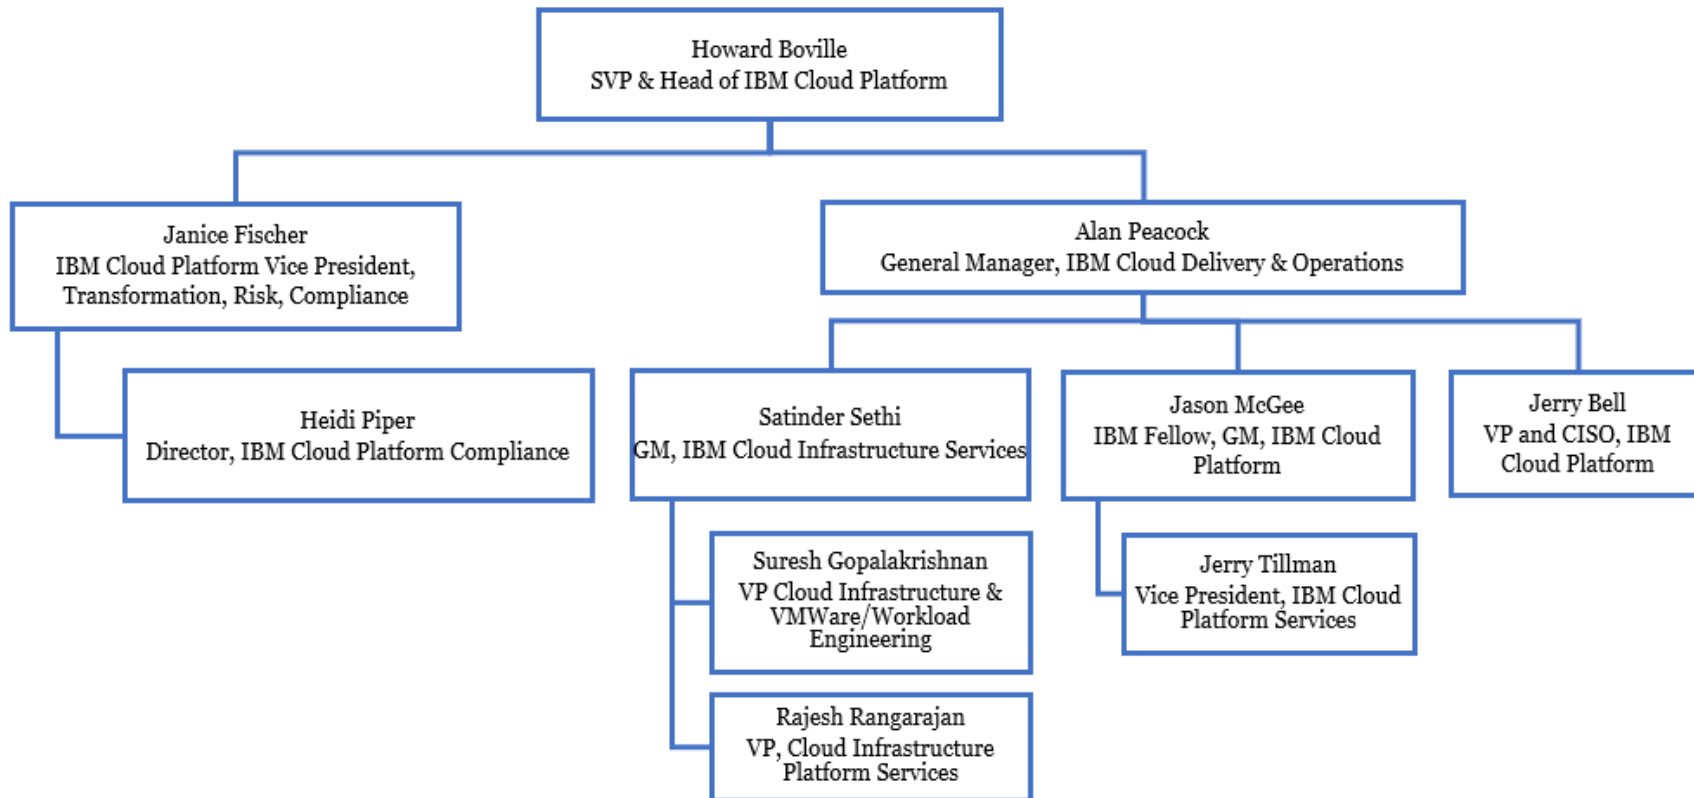 Howard Boville
SVP & Head of IBM Cloud Platform
Janice Fischer
IBM Cloud Platform Vice President,
Transformation, Risk, Compliance
Alan Peacock
General Manager, IBM Cloud Delivery & Operations
Heidi Piper
Director, IBM Cloud Platform Compliance
Satinder Sethi
GM, IBM Cloud Infrastructure Services
Jason McGee
IBM Fellow, GM, IBM Cloud
Platform
Jerry Bell
VP and CISO, IBM
Cloud Platform
Suresh Gopalakrishnan
VP Cloud Infrastructure &
VMWare/Workload
Engineering
Jerry Tillman
Vice President, IBM Cloud
Platform Services
Rajesh Rangarajan
VP, Cloud Infrastructure
Platform Services